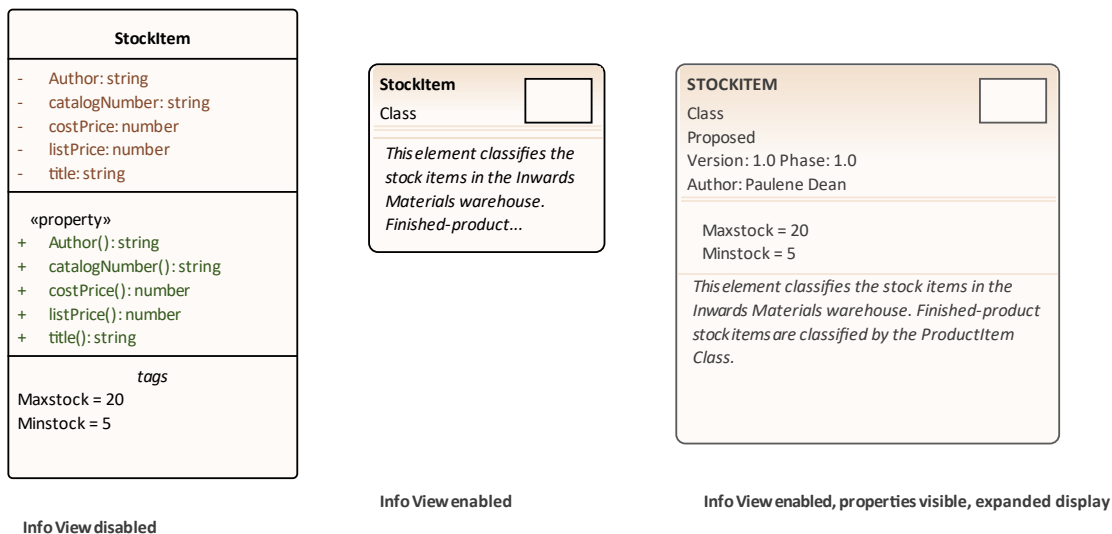 StockItem
- Author: string
- catalogNumber: string
- costPrice: number
- listPrice: number
- title: string
«property»
+ Author(): string
+ catalogNumber(): string
+ costPrice(): number
+ listPrice(): number
+ title(): string
tags
Maxstock = 20
Minstock = 5
Info View disabled
StockItem
Class
This element classifies the
stock items in the Inwards
Materials warehouse.
Finished-product...
Info View enabled
STOCKITEM
Class
Proposed
Version: 1.0 Phase: 1.0
Author: Paulene Dean
Maxstock = 20
Minstock = 5
This element classifies the stock items in the
Inwards Materials warehouse. Finished-product
stock items are classified by the ProductItem
Class.
Info View enabled, properties visible, expanded display